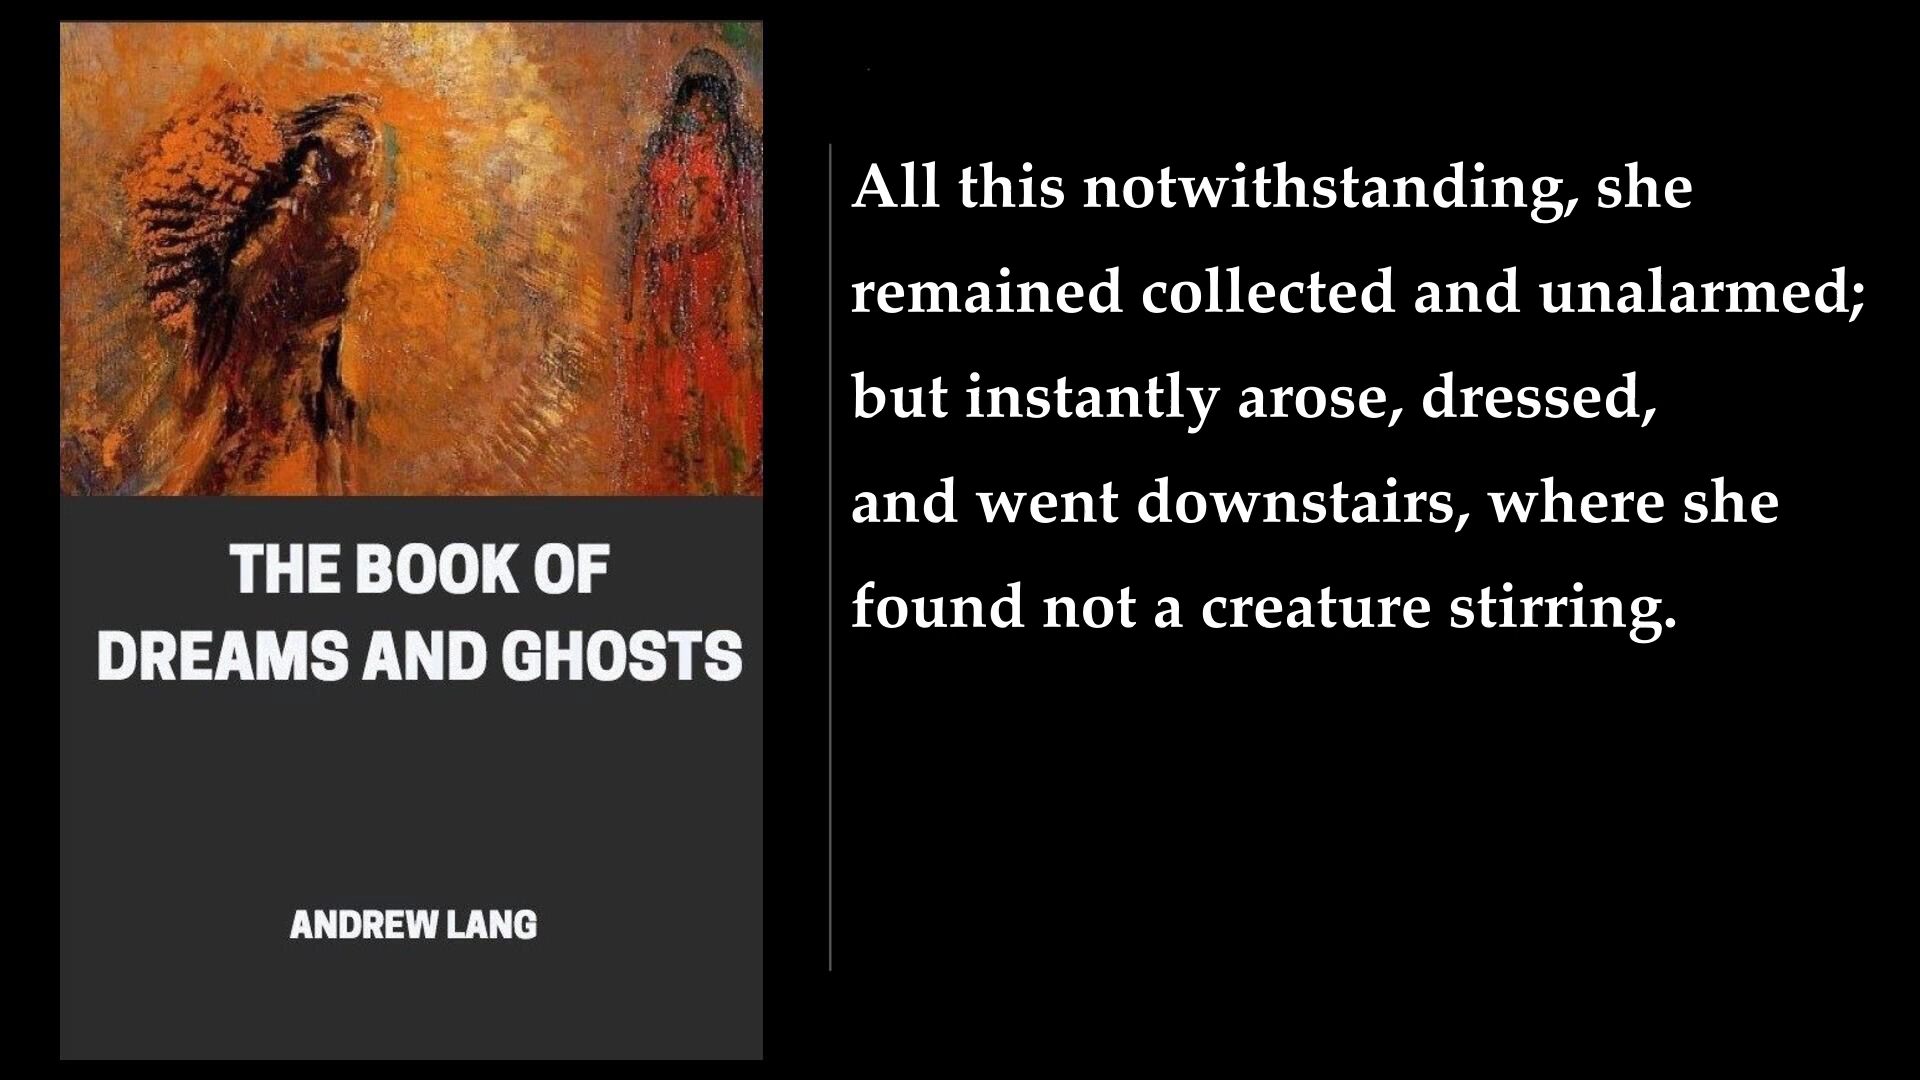 THE BOOK OF
DREAMS AND GHOSTS
ANDREW LANG
All this notwithstanding, she
remained collected and unalarmed;
but instantly arose, dressed,
and went downstairs, where she
found not a creature stirring.